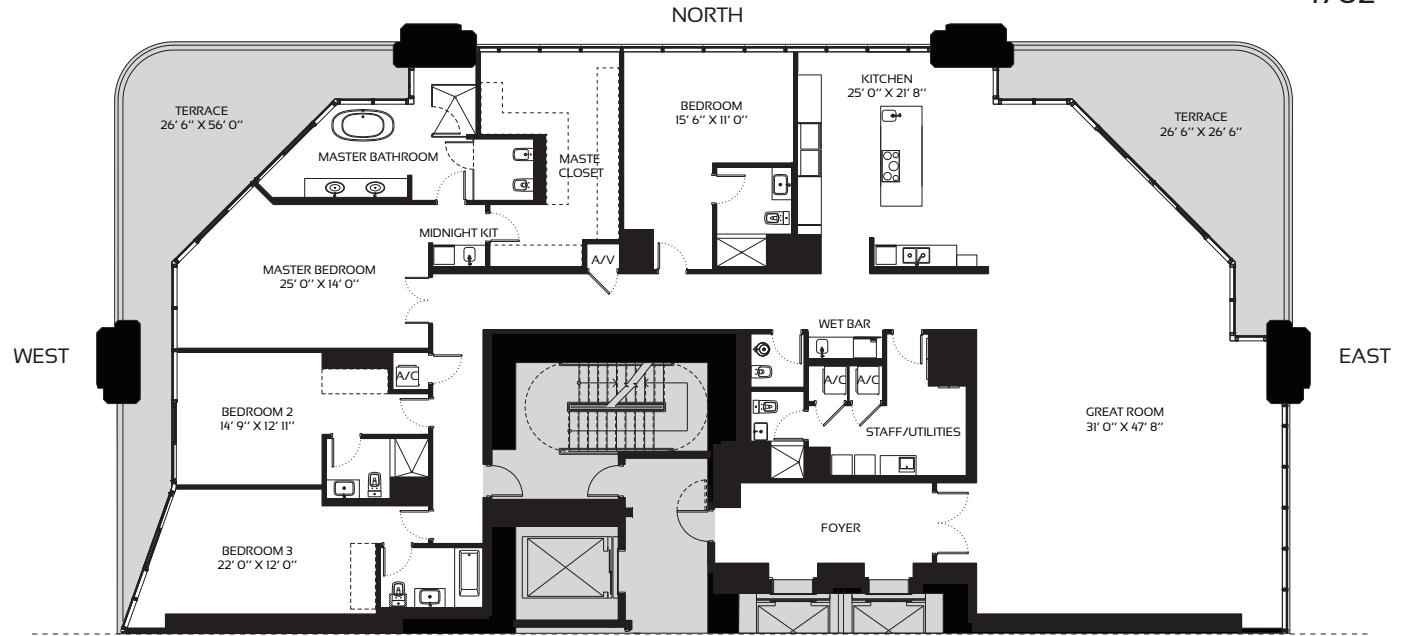 NORTH
TERRACE
26' 6" X 56' 0"
MASTER BATHROOM
MASTE
CLOSET
BEDROOM
15' 6" X 11' 0"
KITCHEN
25' 0" X 21' 8"
TERRACE
26' 6" X 26' 6"
MIDNIGHT KIT
A/V
MASTER BEDROOM
25' 0" X 14' 0"
WEST
WET BAR
EAST
A/C
A/C
A/C
BEDROOM 2
14' 9" X 12' 11"
STAFF/UTILITIES
GREAT ROOM
31' 0" X 47' 8"
FOYER
BEDROOM 3
22' 0" X 12' 0"